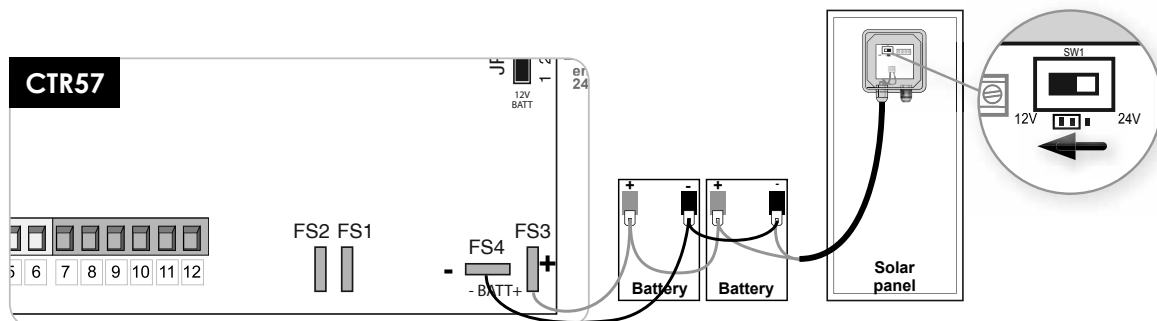 CTR57
JP
1 2
12V
BATT
er
24
SW1
12V
24V
+ - + -
FS2 FS1
FS4
FS3
- +
- BATT+
6 7 8 9 10 11 12
Battery
Battery
Solar
panel